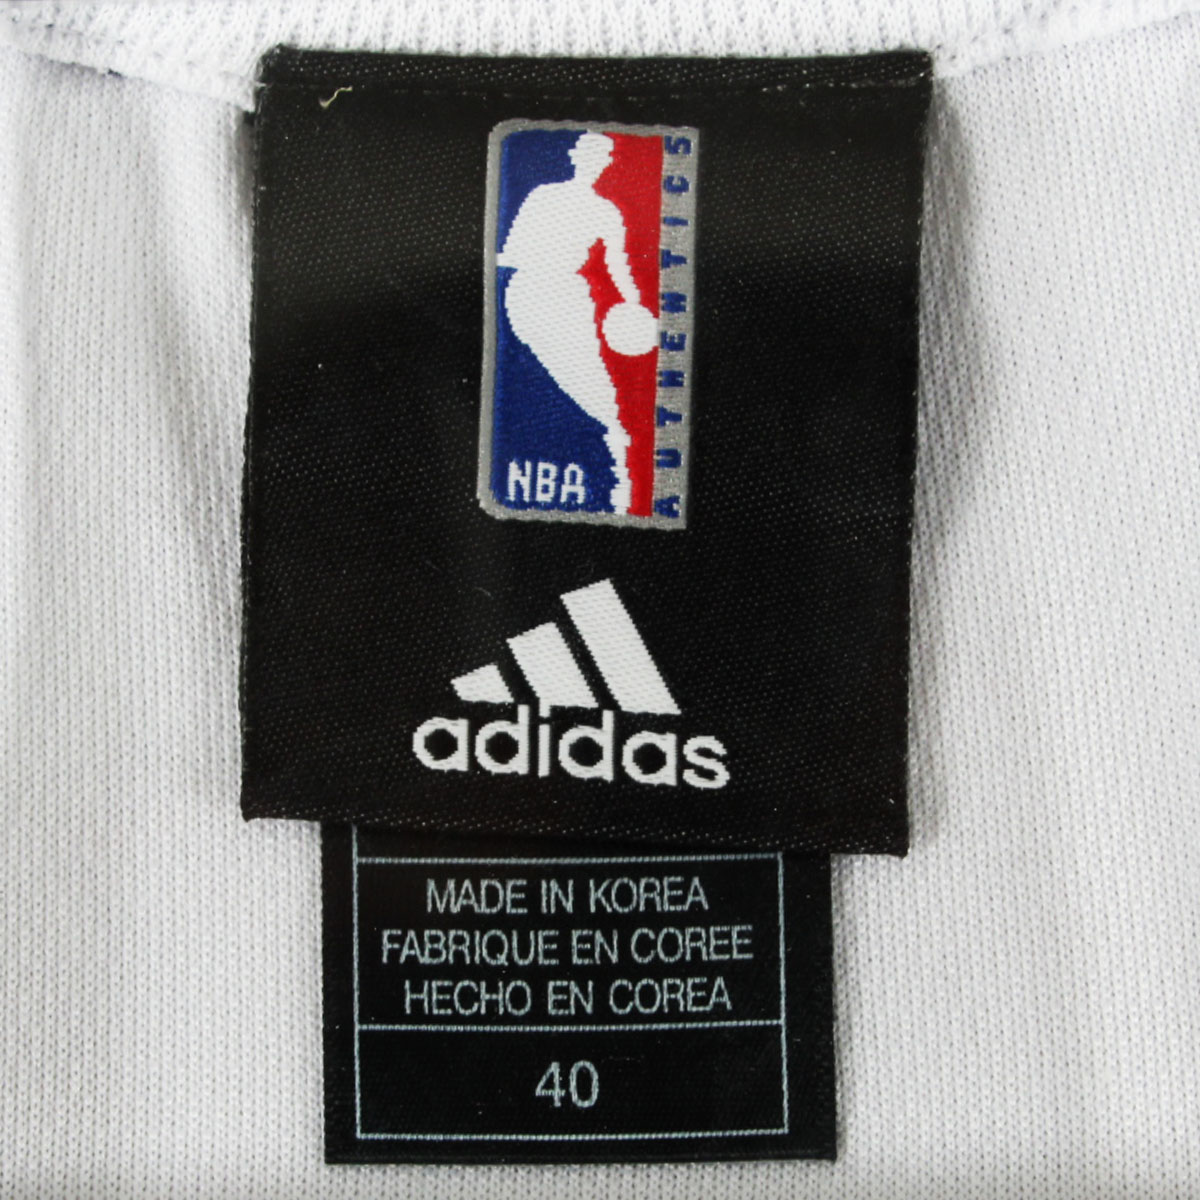 AUTHENTICS
NBA
adidas
MADE IN KOREA
FABRIQUE EN COREE
HECHO EN COREA
40